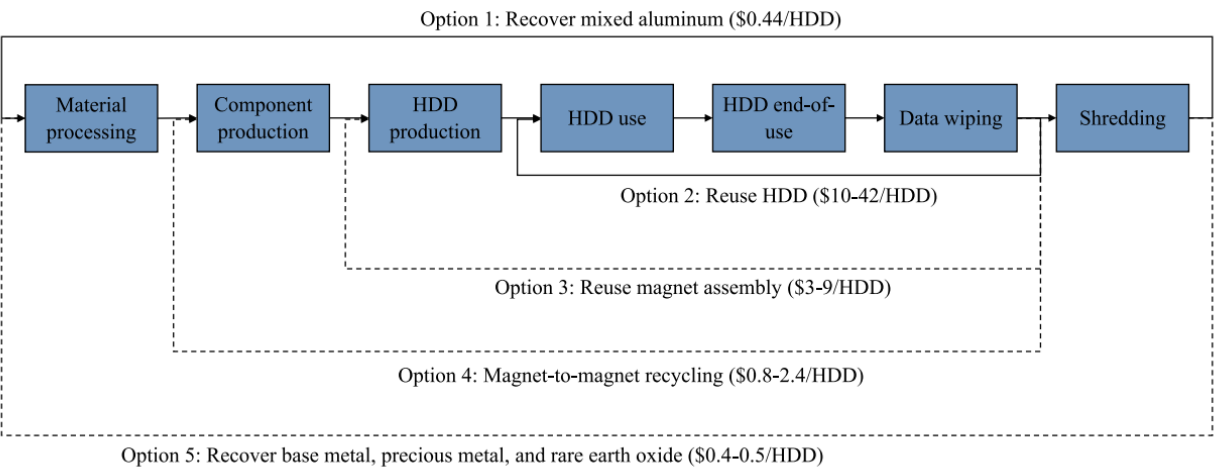 Option 1: Recover mixed aluminum ($0.44/HDD)
Material
processing
Component
production
HDD
production
HDD use
HDD end-of-
use
Data wiping
Shredding
Option 2: Reuse HDD ($10-42/HDD)
Option 3: Reuse magnet assembly ($3-9/HDD)
Option 4: Magnet-to-magnet recycling ($0.8-2.4/HDD)
Option 5: Recover base metal, precious metal, and rare earth oxide ($0.4-0.5/HDD)